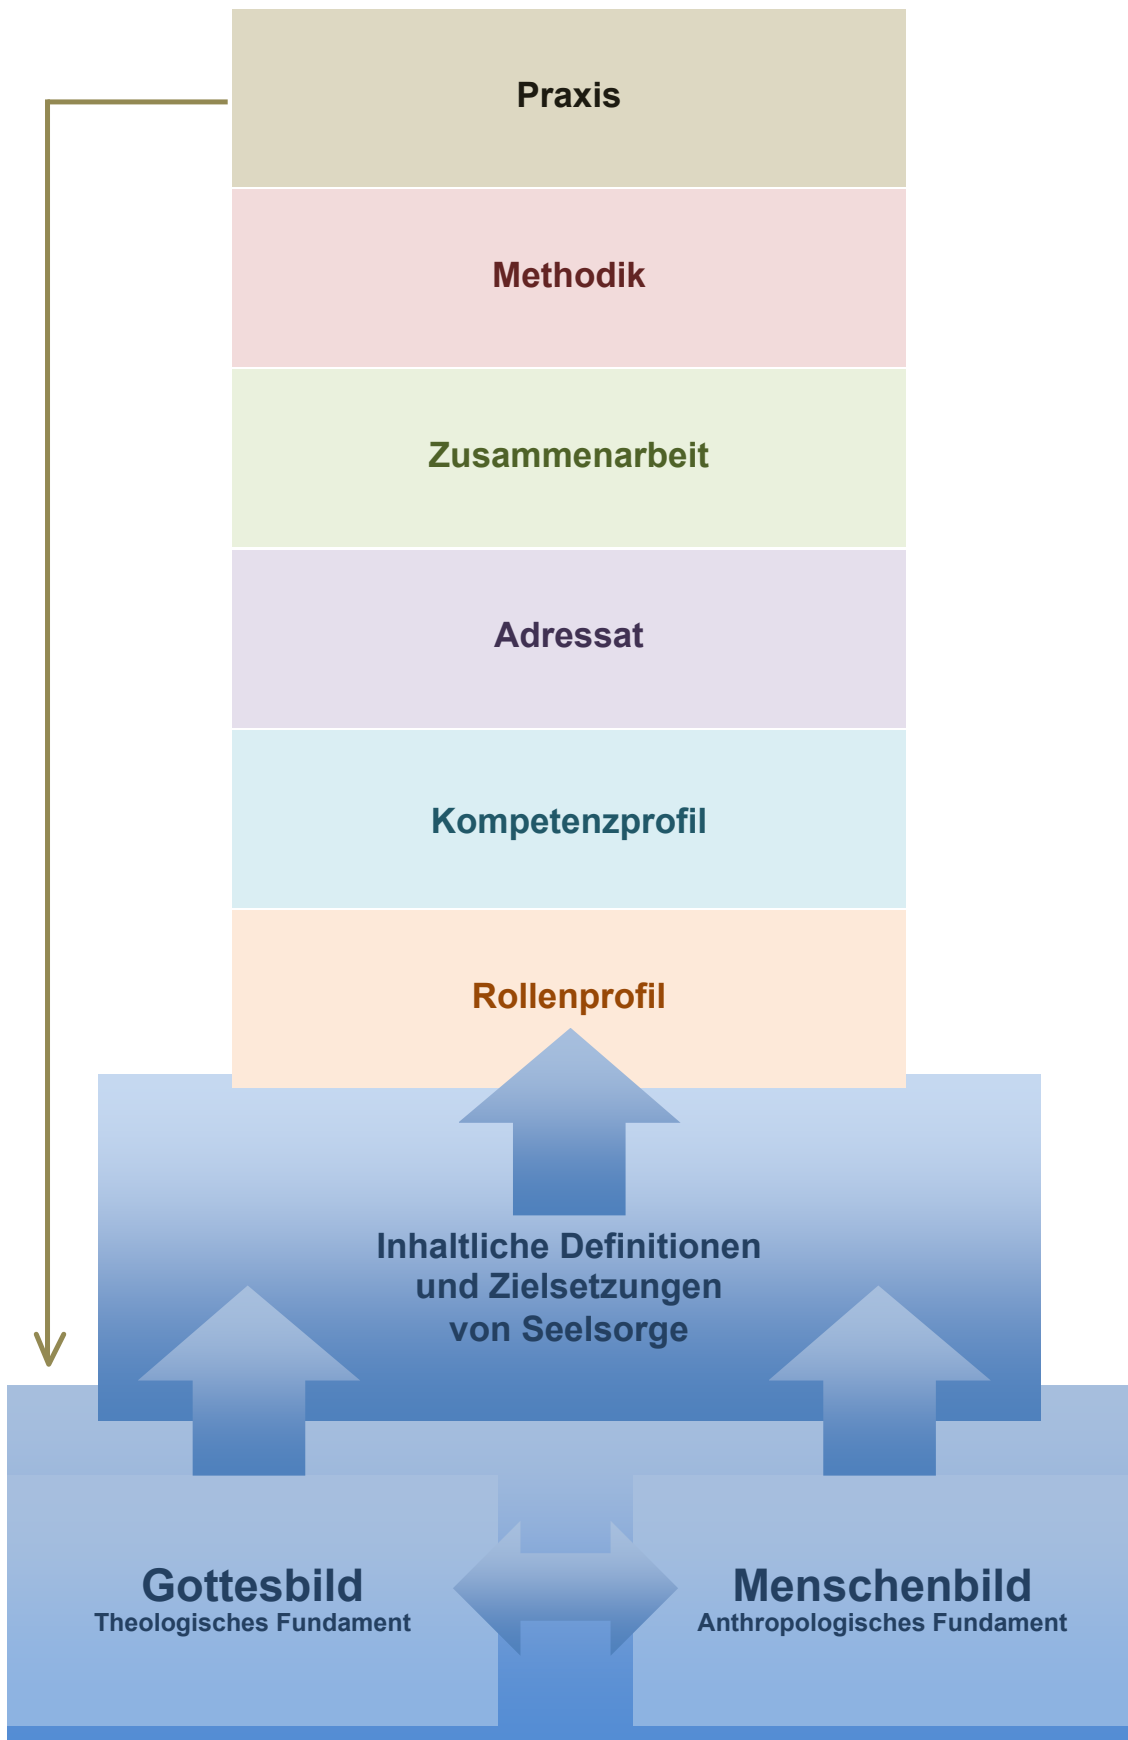 Praxis
Methodik
Zusammenarbeit
Adressat
Kompetenzprofil
Rollenprofil
Inhaltliche Definitionen
und Zielsetzungen
von Seelsorge
Gottesbild
Theologisches Fundament
Menschenbild
Anthropologisches Fundament